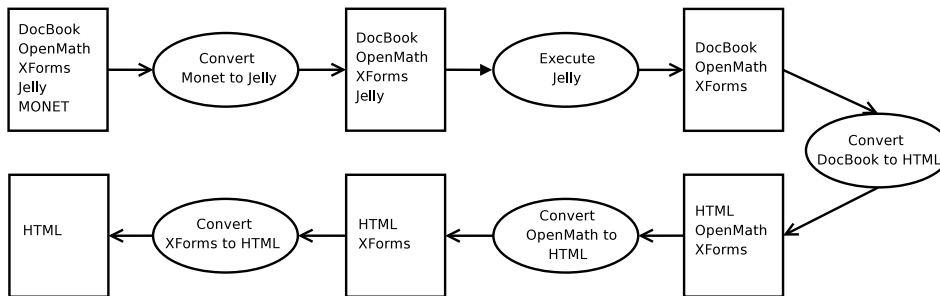 DocBook
OpenMath
XForms
Jelly
MONET
Convert
Monet to Jelly
DocBook
OpenMath
XForms
Jelly
Execute
Jelly
DocBook
OpenMath
XForms
Convert
DocBook to HTML
HTML
OpenMath
XForms
Convert
OpenMath to
HTML
HTML
XForms
Convert
XForms to HTML
HTML